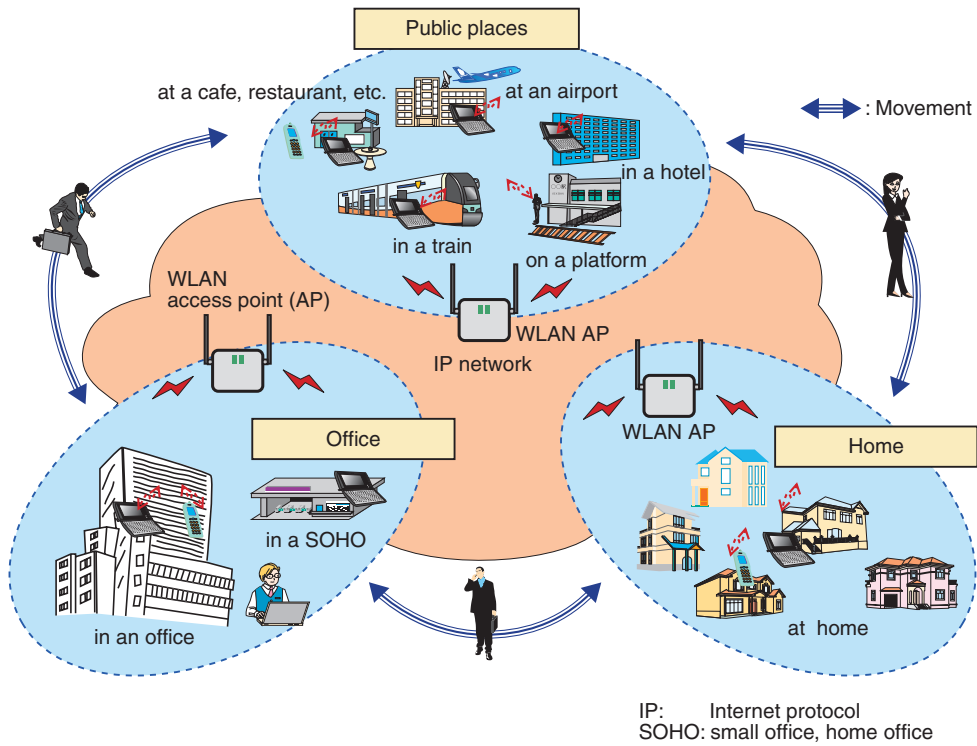 Public places
at a cafe, restaurant, etc.
at an airport
: Movement
in a hotel
in a train
on a platform
WLAN
access point (AP)
WLAN AP
IP network
WLAN AP
Office
Home
in a SOHO
in an office
at home
IP: Internet protocol
SOHO: small office, home office